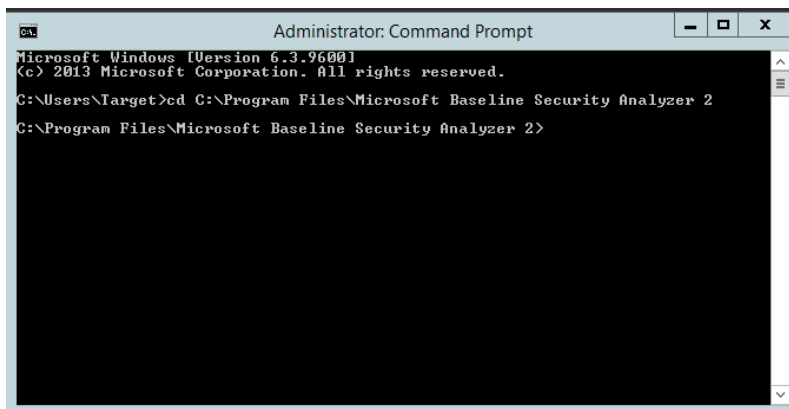 Administrator: Command Prompt
Microsoft Windows [Version 6.3.9600]
(c) 2013 Microsoft Corporation. All rights reserved.
C:\Users\Target>cd C:\Program Files\Microsoft Baseline Security Analyzer 2
C:\Program Files\Microsoft Baseline Security Analyzer 2>